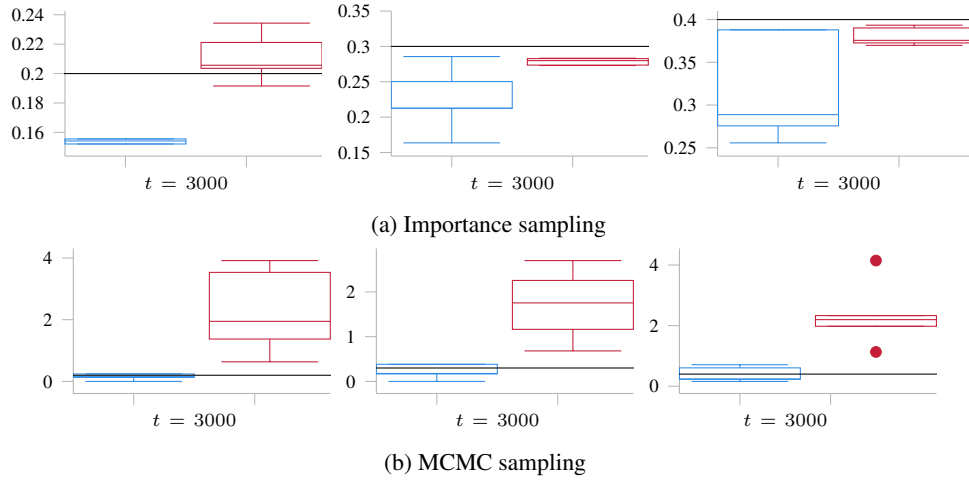 0.24 0.22 0.2 0.18 0.16
t = 3000
0.35 0.3 0.25 0.2 0.15
t = 3000
0.4 0.35 0.3 0.25
t = 3000
(a) Importance sampling
4 2 0
t = 3000
2 1 0
t = 3000
4 2 0
t = 3000
(b) MCMC sampling